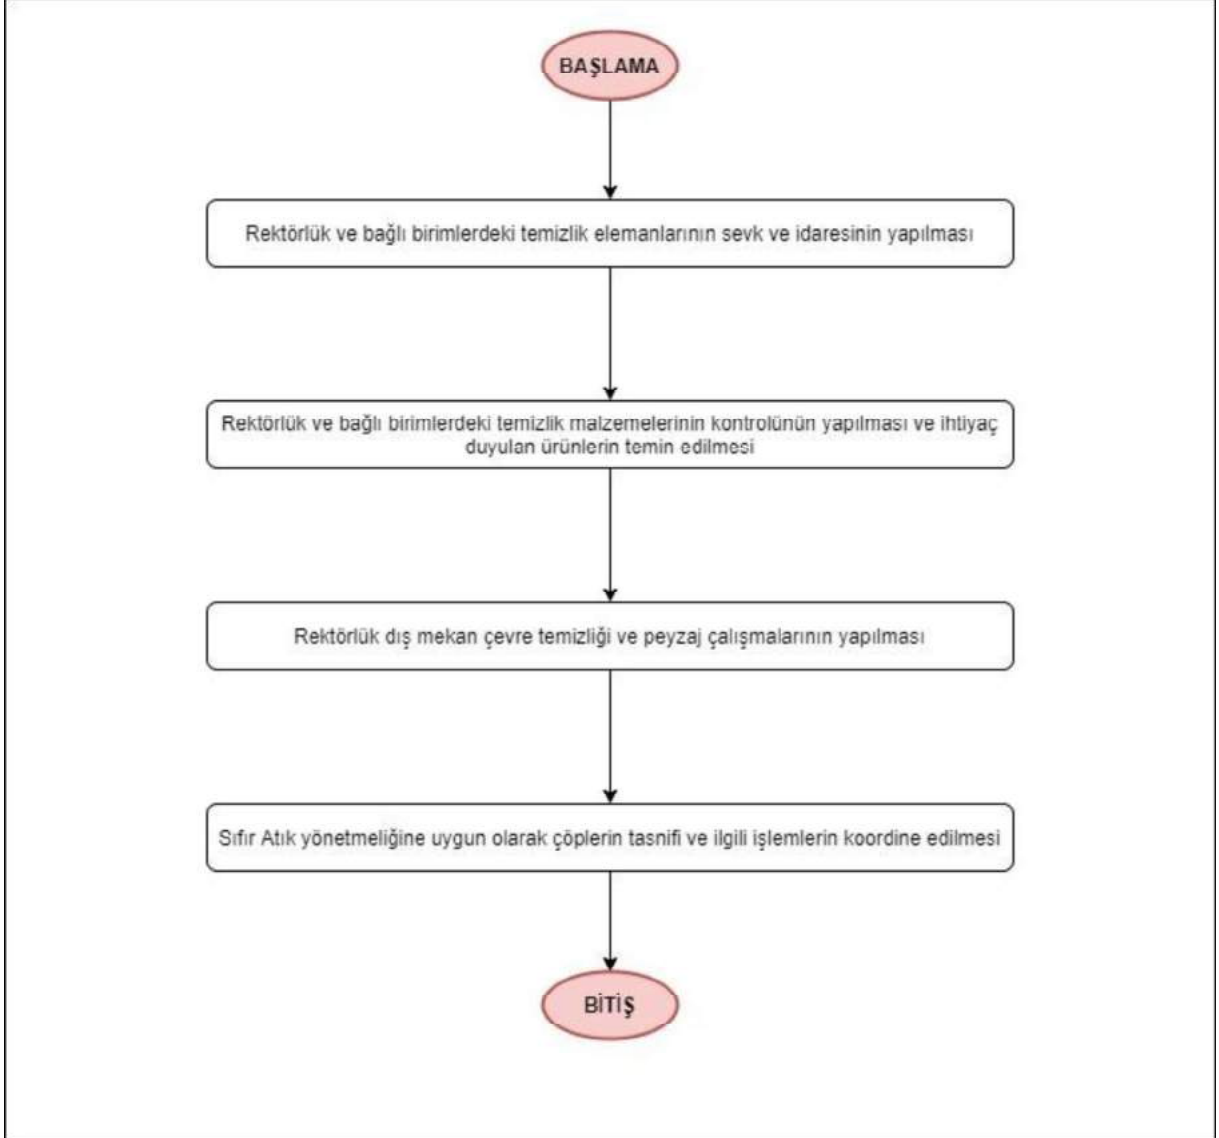 BAŞLAMA
Rektörlük ve bağlı birimlerdeki temizlik elemanlarının sevk ve idaresinin yapılması
Rektörlük ve bağlı birimlerdeki temizlik malzemelerinin kontrolünün yapılması ve ihtiyaç
duyulan ürünlerin temin edilmesi
Rektörlük dış mekan çevre temizliği ve peyzaj çalışmalarının yapılması
Sıfır Atık yönetmeliğine uygun olarak çöplerin tasnifi ve ilgili işlemlerin koordine edilmesi
BİTİŞ